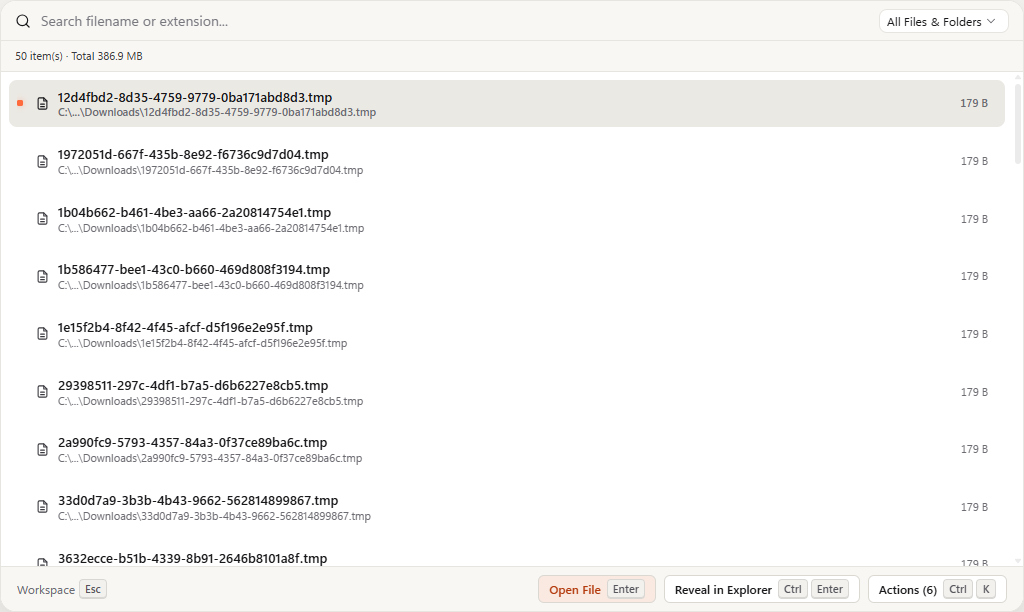 Search filename or extension...
All Files & Folders
50 item(s) · Total 386.9 MB
12d4fbd2-8d35-4759-9779-0ba171abd8d3.tmp
C:\...\Downloads\12d4fbd2-8d35-4759-9779-0ba171abd8d3.tmp
179 B
1972051d-667f-435b-8e92-f6736c9d7d04.tmp
C:\...\Downloads\1972051d-667f-435b-8e92-f6736c9d7d04.tmp
179 B
1b04b662-b461-4be3-aa66-2a20814754e1.tmp
C:\...\Downloads\1b04b662-b461-4be3-aa66-2a20814754e1.tmp
179 B
1b586477-bee1-43c0-b660-469d808f3194.tmp
C:\...\Downloads\1b586477-bee1-43c0-b660-469d808f3194.tmp
179 B
1e15f2b4-8f42-4f45-afcf-d5f196e2e95f.tmp
C:\...\Downloads\1e15f2b4-8f42-4f45-afcf-d5f196e2e95f.tmp
179 B
29398511-297c-4df1-b7a5-d6b6227e8cb5.tmp
C:\...\Downloads\29398511-297c-4df1-b7a5-d6b6227e8cb5.tmp
179 B
2a990fc9-5793-4357-84a3-0f37ce89ba6c.tmp
C:\...\Downloads\2a990fc9-5793-4357-84a3-0f37ce89ba6c.tmp
179 B
33d0d7a9-3b3b-4b43-9662-562814899867.tmp
C:\...\Downloads\33d0d7a9-3b3b-4b43-9662-562814899867.tmp
179 B
3632ecce-b51b-4339-8b91-2646b8101a8f.tmp
179 B
Workspace Esc
Open File Enter
Reveal in Explorer Ctrl Enter
Actions (6) Ctrl K